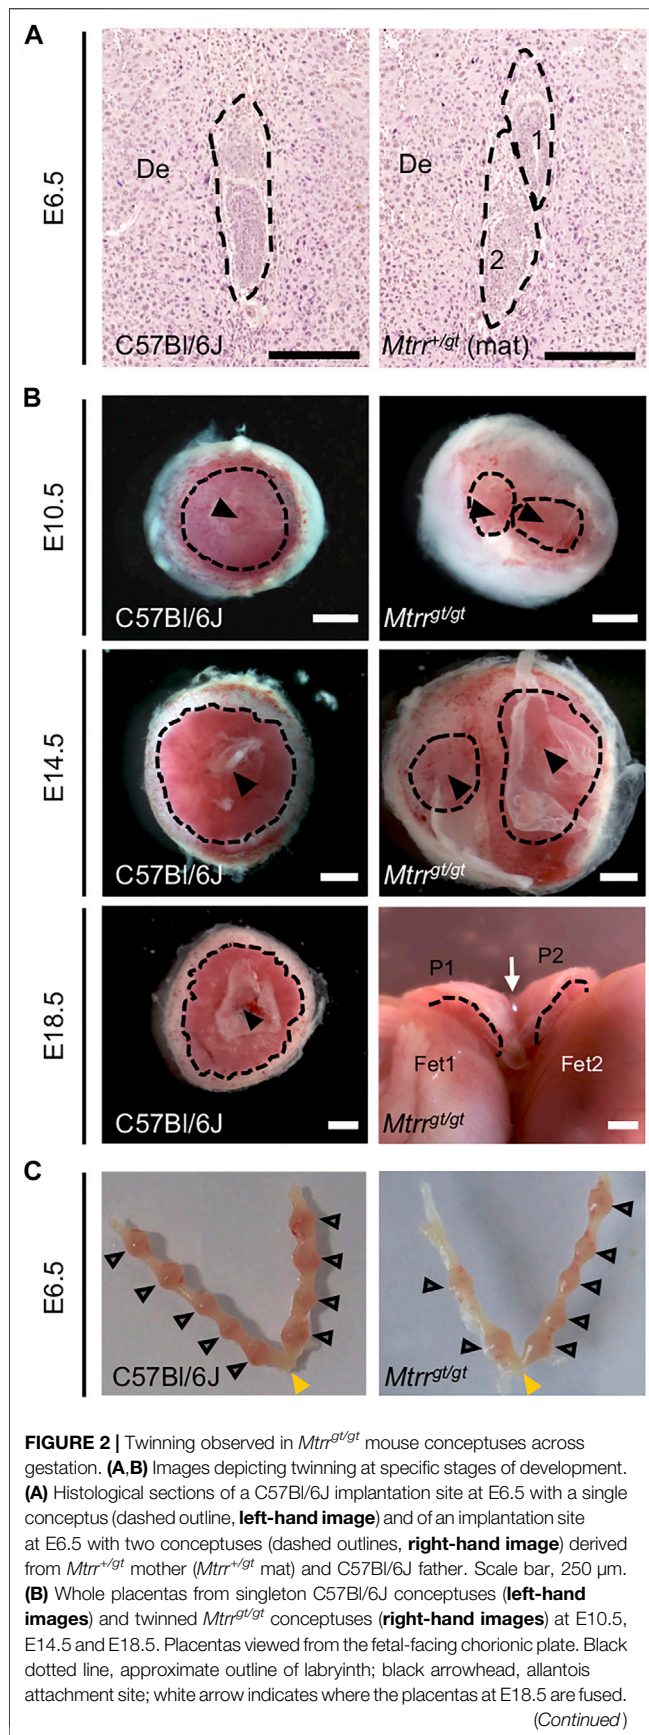 A
E6.5
De
C57Bl/6J
De
1
2
Mtrr+/gt (mat)
B
E10.5
C57Bl/6J
Mtrrgt/gt
E14.5
C57Bl/6J
Mtrrgt/gt
E18.5
C57Bl/6J
P1
P2
Fet1
Fet2
Mtrrgt/gt
C
E6.5
C57Bl/6J
Mtrrgt/gt
FIGURE 2 | Twinning observed in Mtrrgt/gt mouse conceptuses across
gestation. (A,B) Images depicting twinning at specific stages of development.
(A) Histological sections of a C57Bl/6J implantation site at E6.5 with a single
conceptus (dashed outline, left-hand image) and of an implantation site
at E6.5 with two conceptuses (dashed outlines, right-hand image) derived
from Mtrr+/gt mother (Mtrr+/gt mat) and C57Bl/6J father. Scale bar, 250 µm.
(B) Whole placentas from singleton C57Bl/6J conceptuses (left-hand
images) and twinned Mtrrgt/gt conceptuses (right-hand images) at E10.5,
E14.5 and E18.5. Placentas viewed from the fetal-facing chorionic plate. Black
dotted line, approximate outline of labryinth; black arrowhead, allantois
attachment site; white arrow indicates where the placentas at E18.5 are fused.
(Continued)